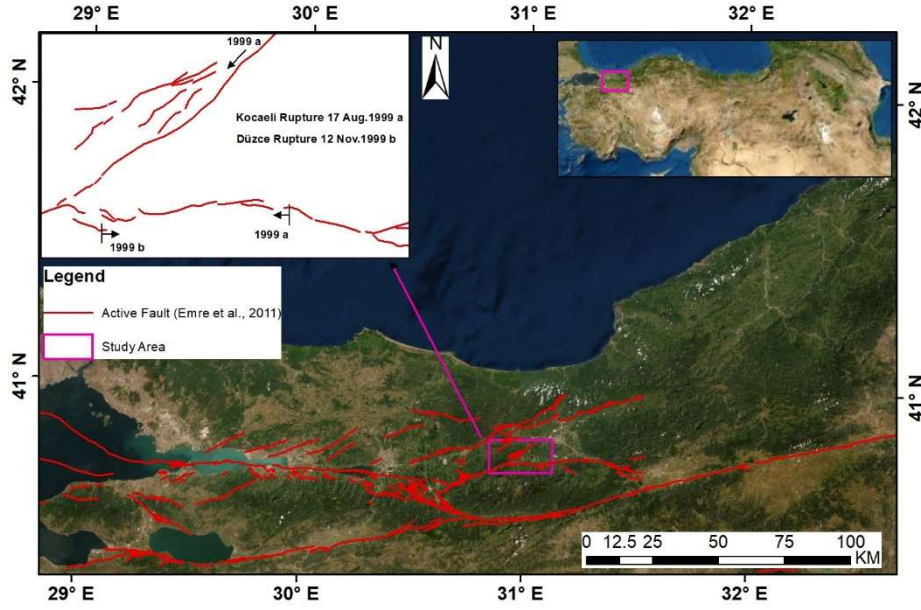 29° E
30° E
31° E
32° E
42° N
1999 a
Kocaeli Rupture 17 Aug.1999 a
Düzce Rupture 12 Nov.1999 b
1999 a
1999 b
N
42° N
Legend
Active Fault (Emre et al., 2011)
Study Area
41° N
41° N
0 12.5 25 50 75 100
KM
29° E
30° E
31° E
32° E